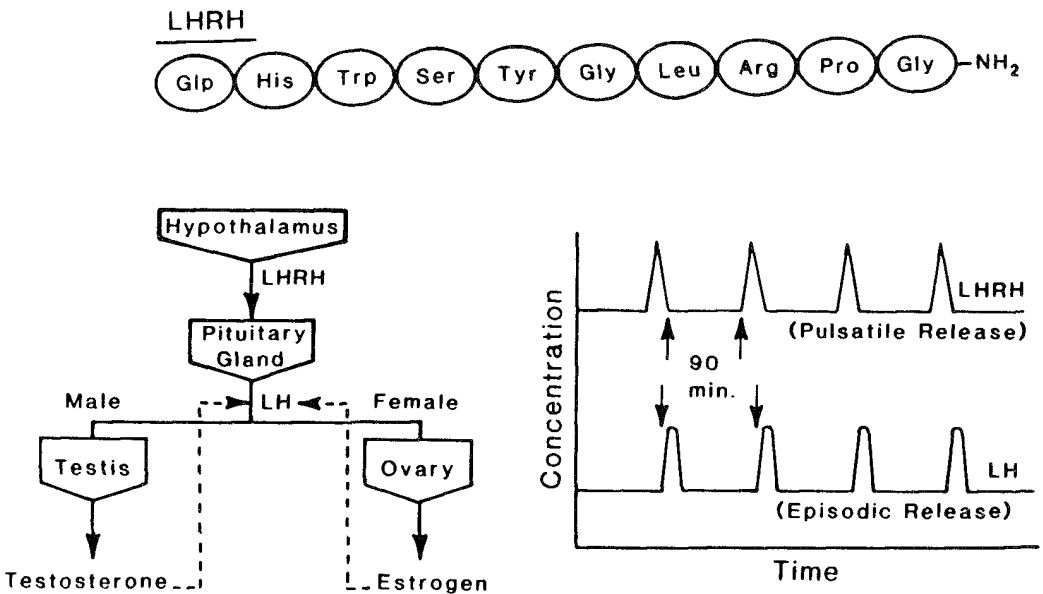 LHRH
Glp His Trp Ser Tyr Gly Leu Arg Pro Gly -NH₂
Hypothalamus
LHRH
Pituitary
Gland
Male LH Female
Testis Ovary
Testosterone Estrogen
Concentration
LHRH
(Pulsatile Release)
90
min.
LH
(Episodic Release)
Time